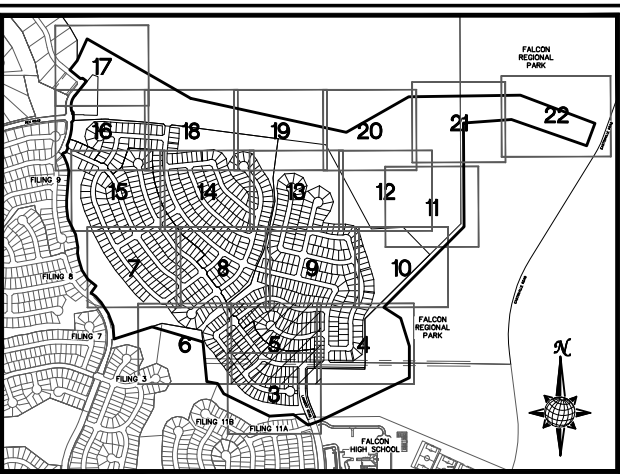 FALCON
REGIONAL
PARK
17
22
21
16
18
19
20
FILING 9
15
14
13
12
11
7
8
9
10
FILING 8
FALCON
REGIONAL
PARK
FILING 7
6
5
4
N
FILING 3
3
FILING 11B
FILING 11A
FALCON
HIGH SCHOOL